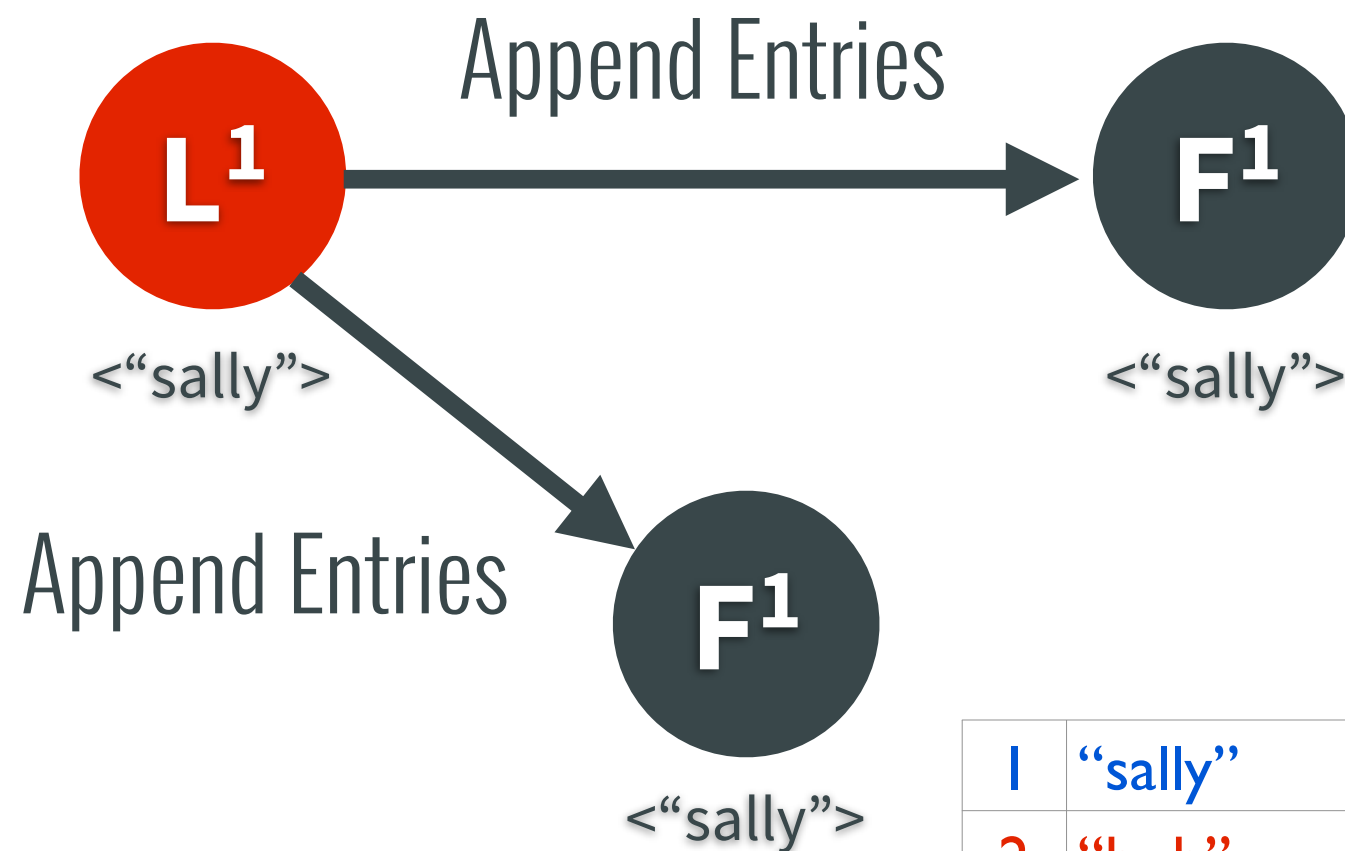 Append Entries
L¹
F¹
<“sally”>
<“sally”>
Append Entries
F¹
<“sally”>
1 “sally”